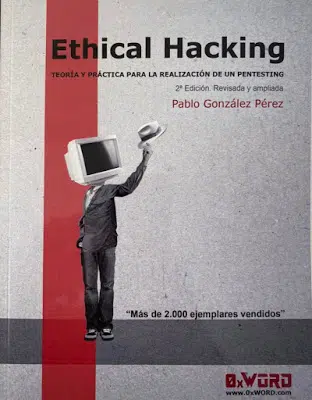 Ethical Hacking
TEORÍA Y PRÁCTICA PARA LA REALIZACIÓN DE UN PENTESTING
2ª Edición. Revisada y ampliada
Pablo González Pérez
“Más de 2.000 ejemplares vendidos”
0xWORD
www.0xWORD.com